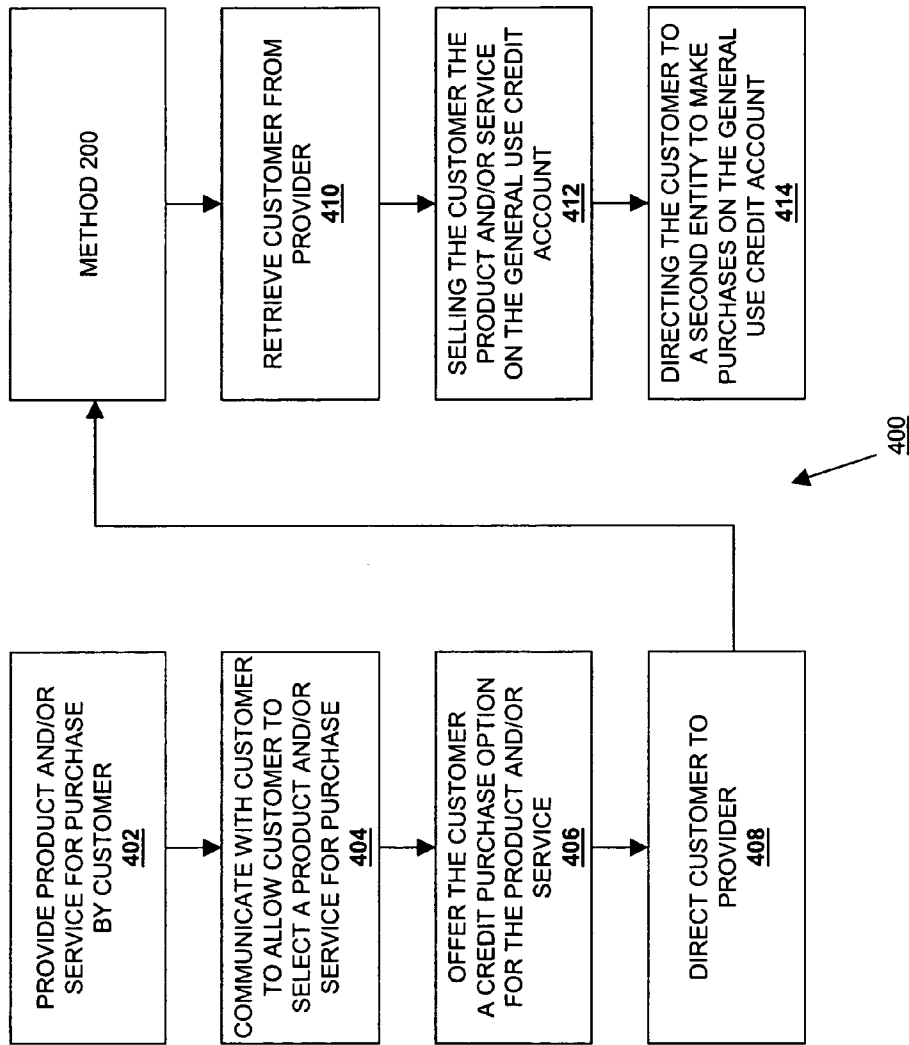 PROVIDE PRODUCT AND/OR
SERVICE FOR PURCHASE
BY CUSTOMER
402
COMMUNICATE WITH CUSTOMER
TO ALLOW CUSTOMER TO
SELECT A PRODUCT AND/OR
SERVICE FOR PURCHASE
404
OFFER THE CUSTOMER
A CREDIT PURCHASE OPTION
FOR THE PRODUCT AND/OR
SERVICE
406
DIRECT CUSTOMER TO
PROVIDER
408
METHOD 200
RETRIEVE CUSTOMER FROM
PROVIDER
410
SELLING THE CUSTOMER THE
PRODUCT AND/OR SERVICE
ON THE GENERAL USE CREDIT
ACCOUNT
412
DIRECTING THE CUSTOMER TO
A SECOND ENTITY TO MAKE
PURCHASES ON THE GENERAL
USE CREDIT ACCOUNT
414
400